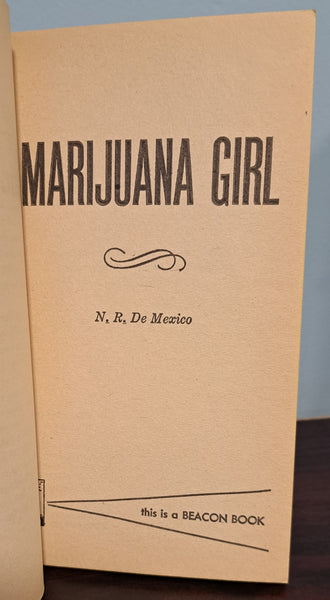 MARIJUANA GIRL
N. R. De Mexico
this is a BEACON BOOK